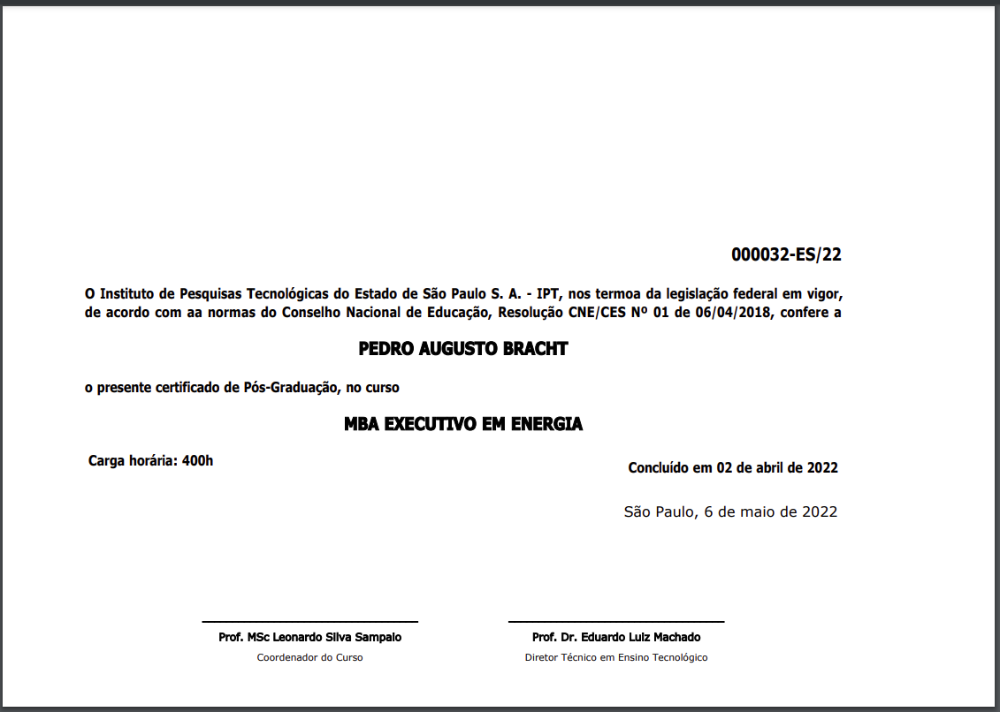 000032-ES/22
O Instituto de Pesquisas Tecnológicas do Estado de São Paulo S. A. - IPT, nos termoa da legislação federal em vigor,
de acordo com aa normas do Conselho Nacional de Educação, Resolução CNE/CES Nº 01 de 06/04/2018, confere a
PEDRO AUGUSTO BRACHT
o presente certificado de Pós-Graduação, no curso
MBA EXECUTIVO EM ENERGIA
Carga horária: 400h
Concluído em 02 de abril de 2022
São Paulo, 6 de maio de 2022
Prof. MSc Leonardo Silva Sampaio
Coordenador do Curso
Prof. Dr. Eduardo Luiz Machado
Diretor Técnico em Ensino Tecnológico